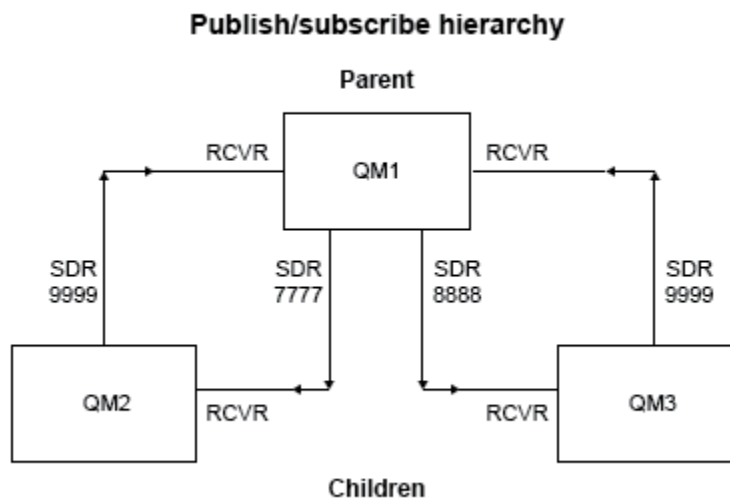 Publish/subscribe hierarchy
Parent
RCVR
QM1
RCVR
SDR
9999
SDR
7777
SDR
8888
SDR
9999
QM2
RCVR
RCVR
QM3
Children